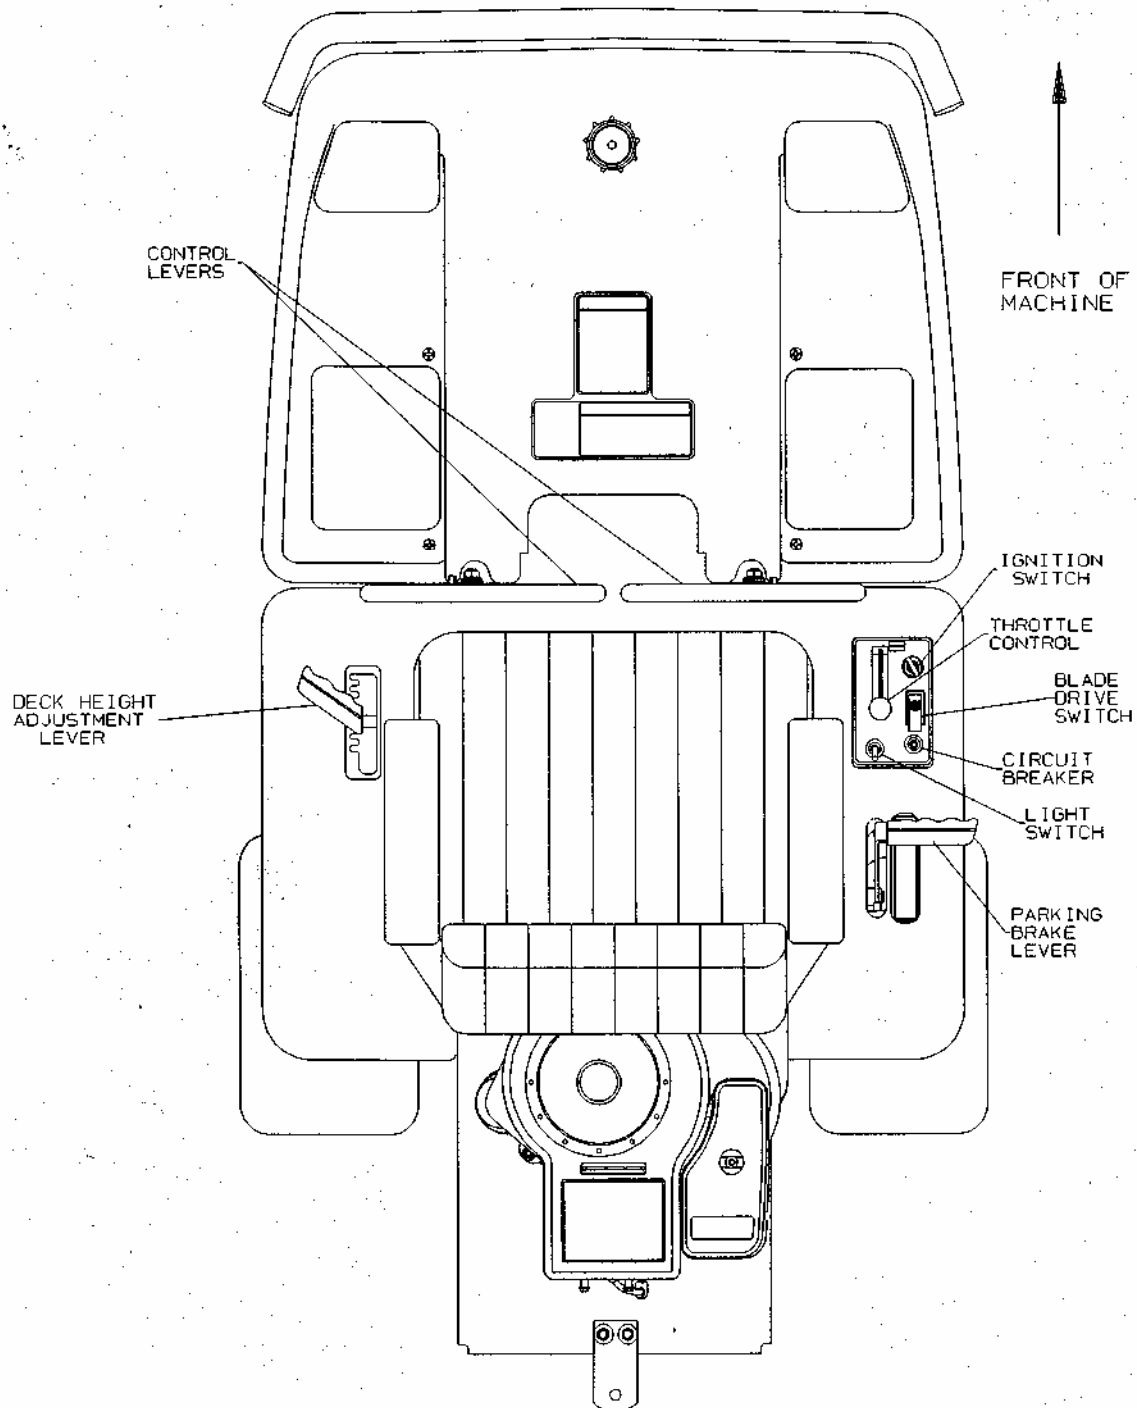 FRONT OF
MACHINE
CONTROL
LEVERS
IGNITION
SWITCH
THROTTLE
CONTROL
BLADE
DRIVE
SWITCH
DECK HEIGHT
ADJUSTMENT
LEVER
CIRCUIT
BREAKER
LIGHT
SWITCH
PARKING
BRAKE
LEVER